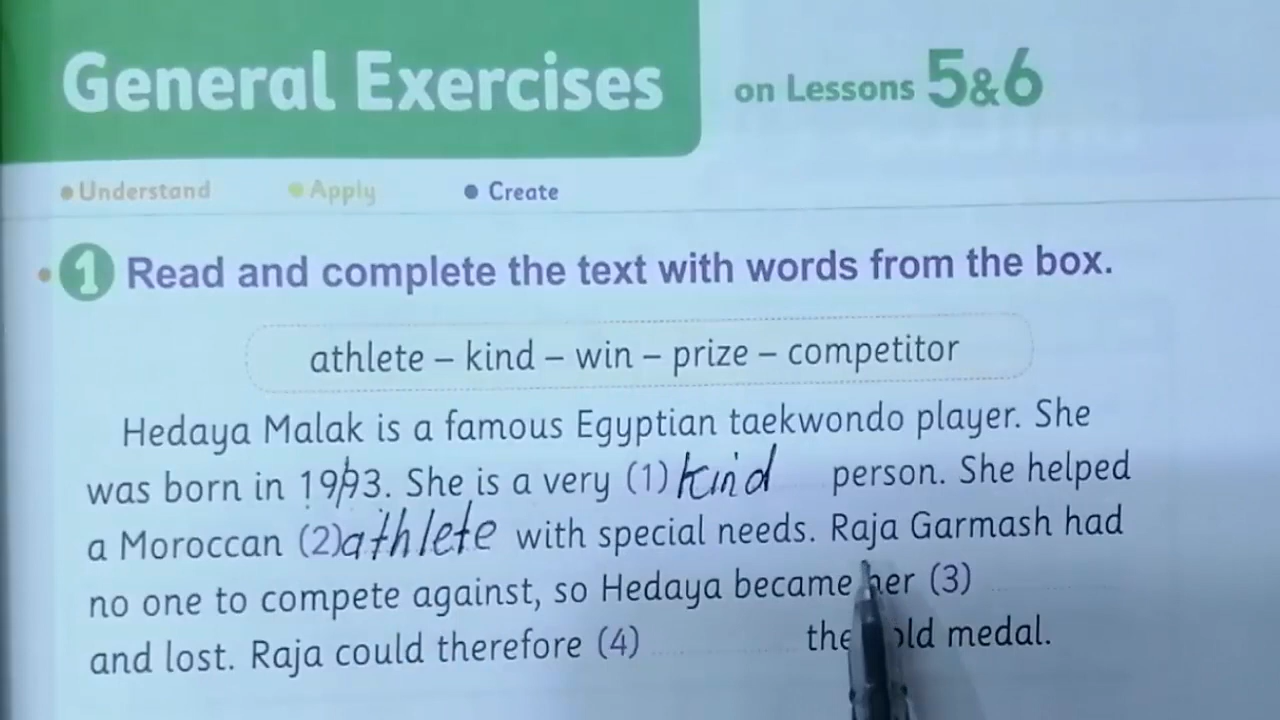 General Exercises on Lessons 5&6
Understand Apply Create
1 Read and complete the text with words from the box.
athlete – kind – win – prize – competitor
Hedaya Malak is a famous Egyptian taekwondo player. She
was born in 1993. She is a very (1) kind person. She helped
a Moroccan (2) athlete with special needs. Raja Garmash had
no one to compete against, so Hedaya became her (3)
and lost. Raja could therefore (4) the old medal.